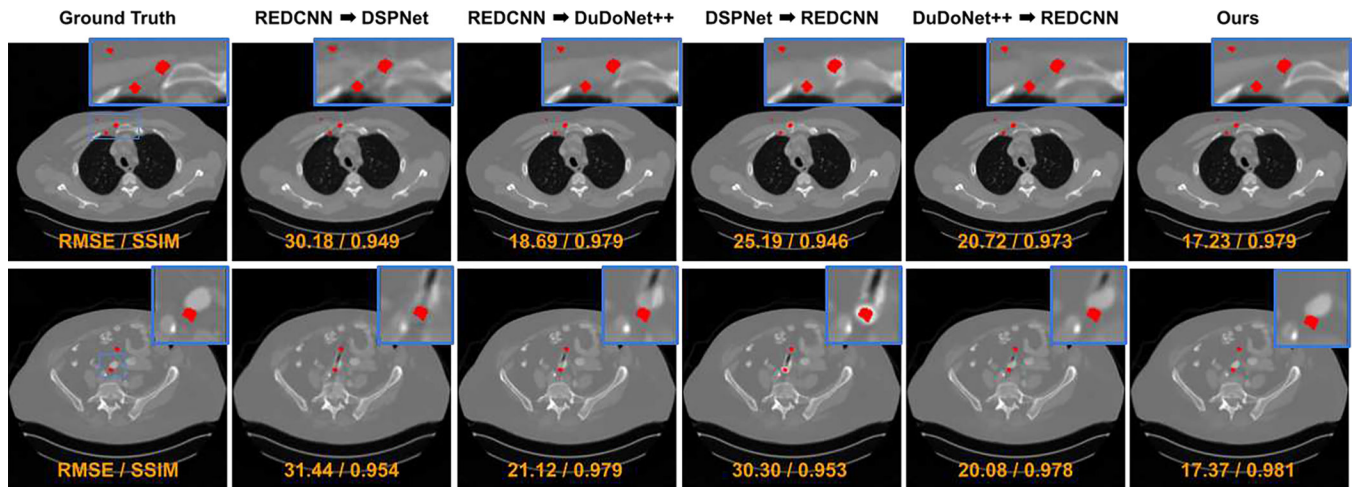 Ground Truth REDCNN ➡ DSPNet REDCNN ➡ DuDoNet++ DSPNet ➡ REDCNN DuDoNet++ ➡ REDCNN Ours
RMSE / SSIM 30.18 / 0.949 18.69 / 0.979 25.19 / 0.946 20.72 / 0.973 17.23 / 0.979
RMSE / SSIM 31.44 / 0.954 21.12 / 0.979 30.30 / 0.953 20.08 / 0.978 17.37 / 0.981